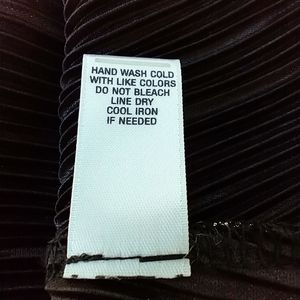 HAND WASH COLD
WITH LIKE COLORS
DO NOT BLEACH
LINE DRY
COOL IRON
IF NEEDED